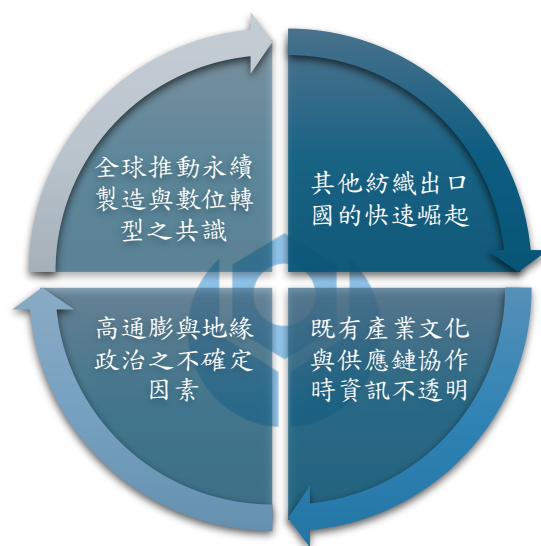 全球推動永續
製造與數位轉
型之共識
其他紡織出口
國的快速崛起
高通膨與地緣
政治之不確定
因素
既有產業文化
與供應鏈協作
時資訊不透明